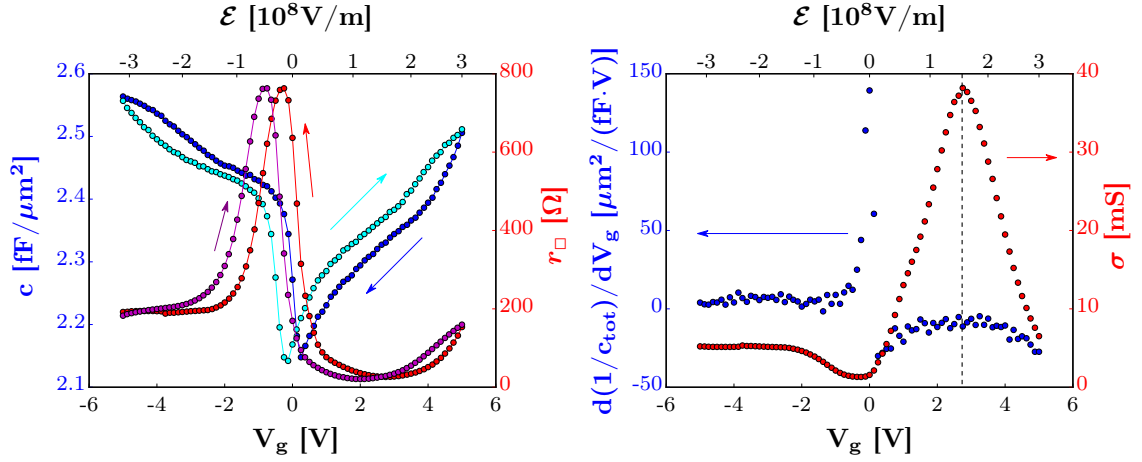 ℰ [10⁸V/m]
-3 -2 -1 0 1 2 3
2.6 2.5 2.4 2.3 2.2 2.1
c [fF/μm²]
800 600 400 200 0
r□ [Ω]
-6 -4 -2 0 2 4 6
V_g [V]
ℰ [10⁸V/m]
-3 -2 -1 0 1 2 3
150 100 50 0 -50
d(1/c_tot)/dV_g [μm²/(fF·V)]
40 30 20 10 0
σ [mS]
-6 -4 -2 0 2 4 6
V_g [V]